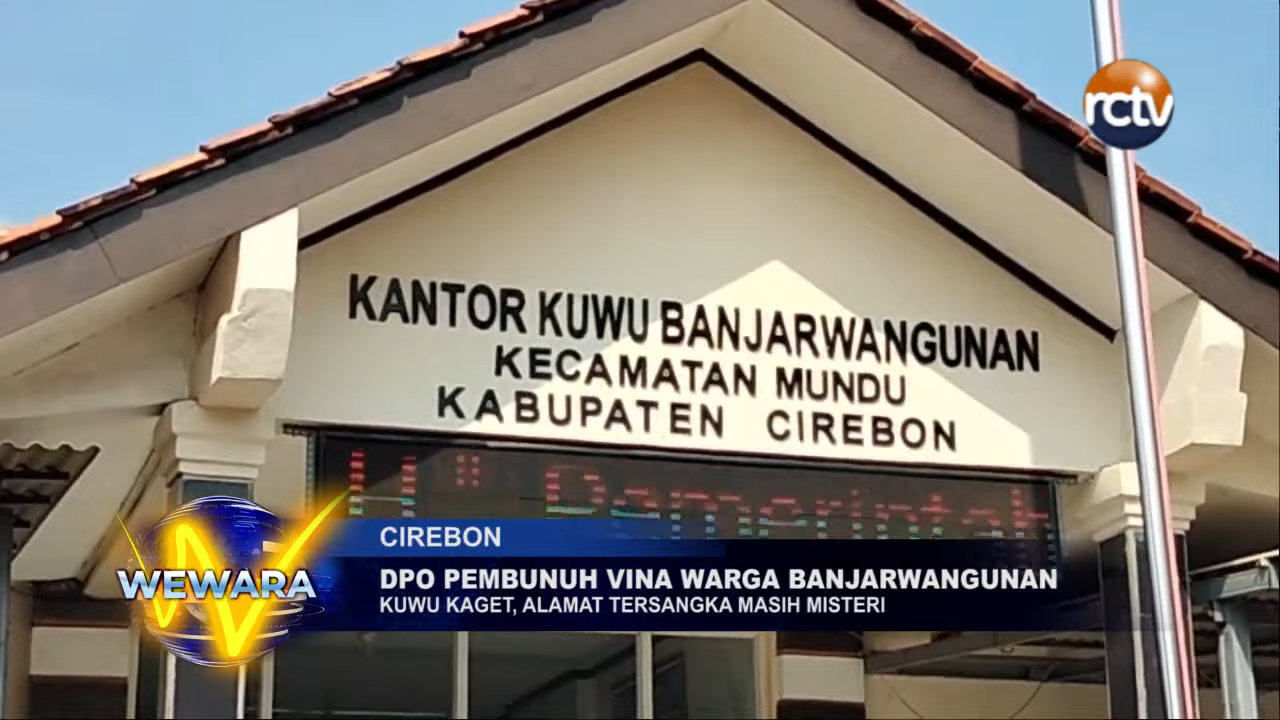 rctv
KANTOR KUWU BANJARWANGUNAN
KECAMATAN MUNDU
KABUPATEN CIREBON
CIREBON
WEWARA
DPO PEMBUNUH VINA WARGA BANJARWANGUNAN
KUWU KAGET, ALAMAT TERSANGKA MASIH MISTERI